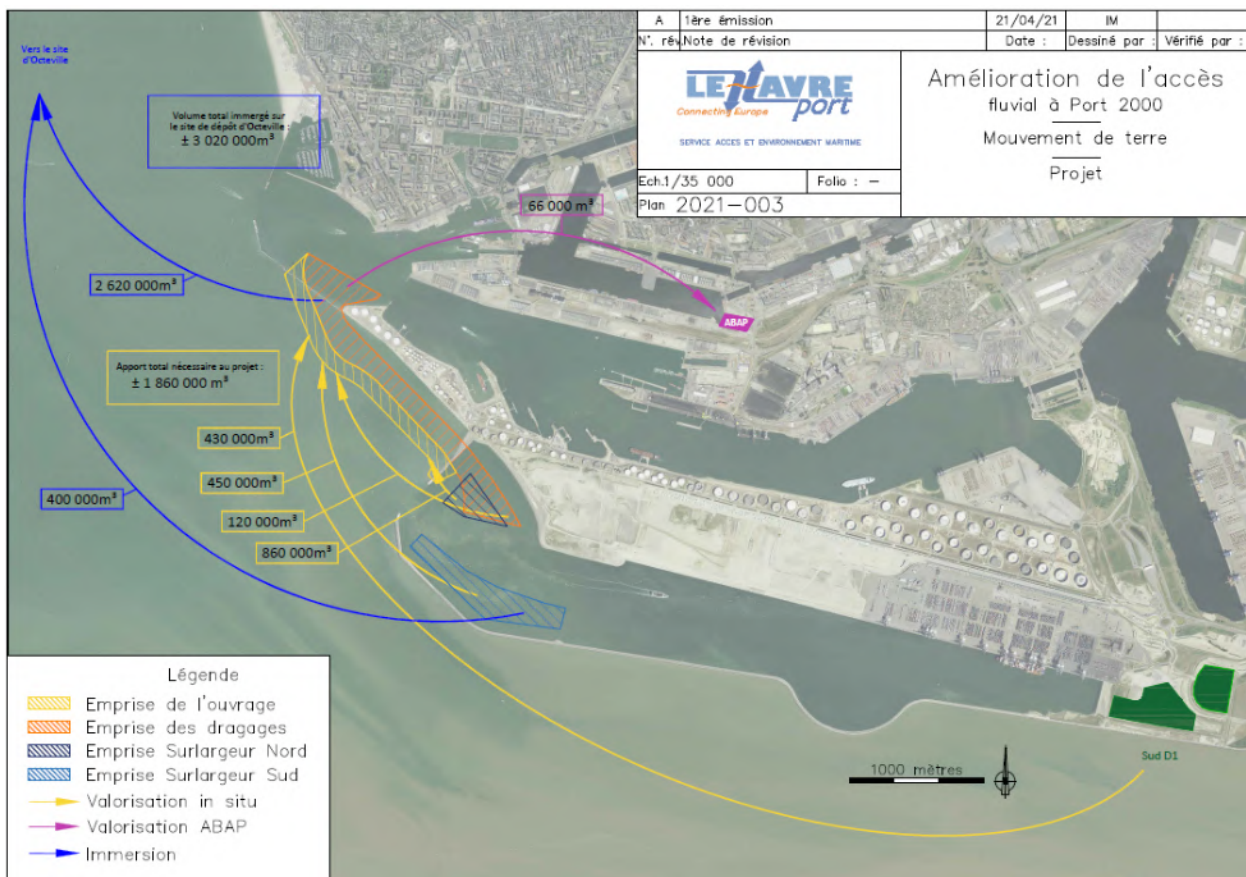 A 1ère émission 21/04/21 IM
N°. rév. Note de révision Date : Dessiné par : Vérifié par :
LE HAVRE
port
Connecting Europe
SERVICE ACCES ET ENVIRONNEMENT MARITIME
Ech.1/35 000 Folio : —
Plan 2021-003
Amélioration de l'accès
fluvial à Port 2000
Mouvement de terre
Projet
Vers le site
d'Octeville
Volume total immergé sur
le site de dépôt d'Octeville :
± 3 020 000m³
66 000 m³
2 620 000m³
ABAP
Apport total nécessaire au projet :
± 1 860 000 m³
430 000m³
450 000m³
400 000m³
120 000m³
860 000m³
Légende
Emprise de l'ouvrage
Emprise des dragages
Emprise Surlargeur Nord
Emprise Surlargeur Sud
Valorisation in situ
Valorisation ABAP
Immersion
1000 mètres
Sud D1